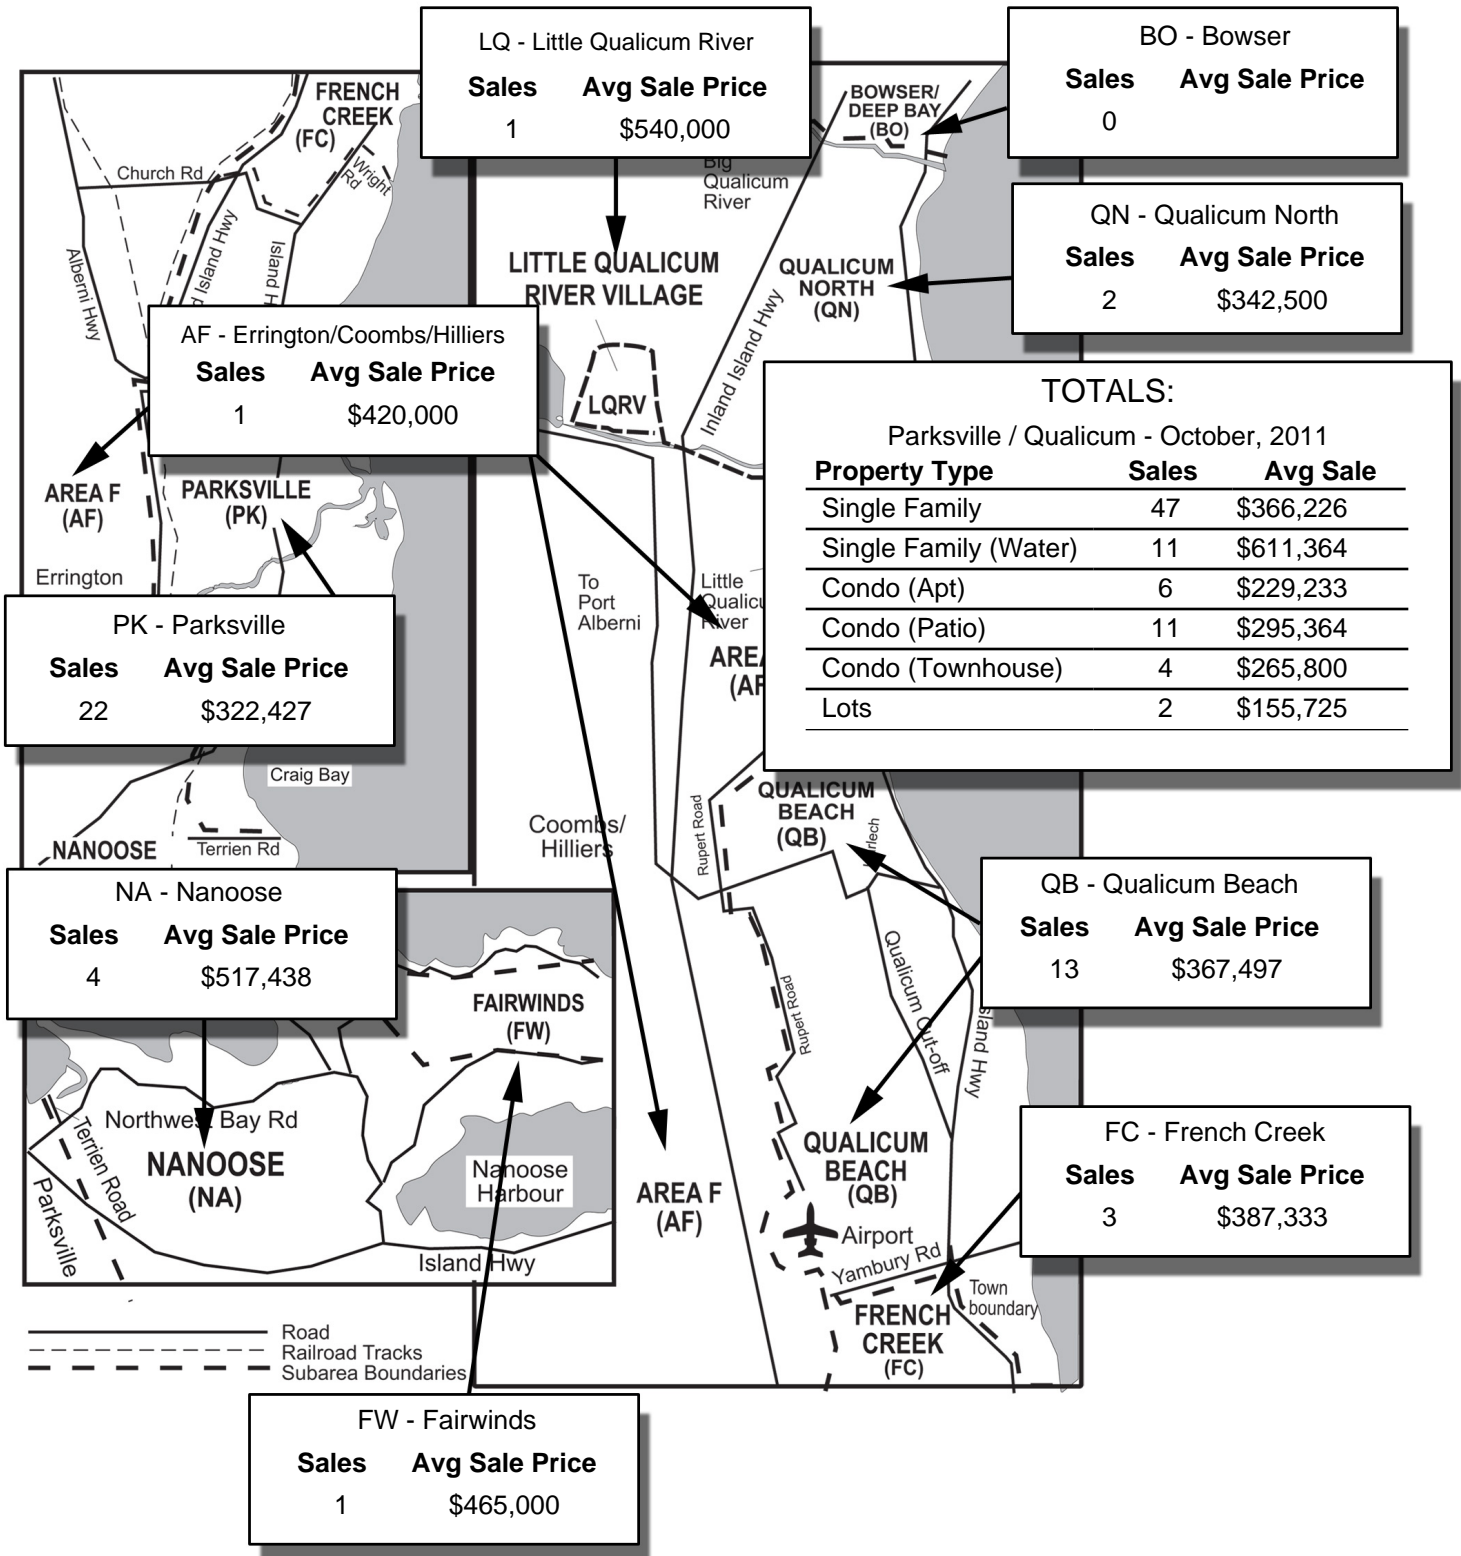 LQ - Little Qualicum River
Sales Avg Sale Price
1 $540,000
BO - Bowser
Sales Avg Sale Price
0
QN - Qualicum North
Sales Avg Sale Price
2 $342,500
AF - Errington/Coombs/Hilliers
Sales Avg Sale Price
1 $420,000
TOTALS:
Parksville / Qualicum - October, 2011
Property Type Sales Avg Sale
Single Family 47 $366,226
Single Family (Water) 11 $611,364
Condo (Apt) 6 $229,233
Condo (Patio) 11 $295,364
Condo (Townhouse) 4 $265,800
Lots 2 $155,725
PK - Parksville
Sales Avg Sale Price
22 $322,427
NA - Nanoose
Sales Avg Sale Price
4 $517,438
QB - Qualicum Beach
Sales Avg Sale Price
13 $367,497
FC - French Creek
Sales Avg Sale Price
3 $387,333
FW - Fairwinds
Sales Avg Sale Price
1 $465,000
FRENCH
CREEK
(FC)
Church Rd
Wright
Rd
Alberni Hwy
Island Hwy
Island
AREA F
(AF)
PARKSVILLE
(PK)
Errington
Craig Bay
Terrien Rd
NANOOSE
BOWSER/
DEEP BAY
(BO)
Big
Qualicum
River
LITTLE QUALICUM
RIVER VILLAGE
QUALICUM
NORTH
(QN)
Inland Island Hwy
LQRV
To
Port
Alberni
Little
River
QUALICUM
BEACH
(QB)
Rupert Road
Coombs/
Hilliers
Qualicum Cut-off
Rupert Road
Hwy
QUALICUM
BEACH
(QB)
AREA F
(AF)
Airport
Yambury Rd
Town
boundary
FRENCH
CREEK
(FC)
FAIRWINDS
(FW)
Northwest Bay Rd
NANOOSE
(NA)
Terrien Road
Parksville
Nanoose
Harbour
Island Hwy
Road
Railroad Tracks
Subarea Boundaries